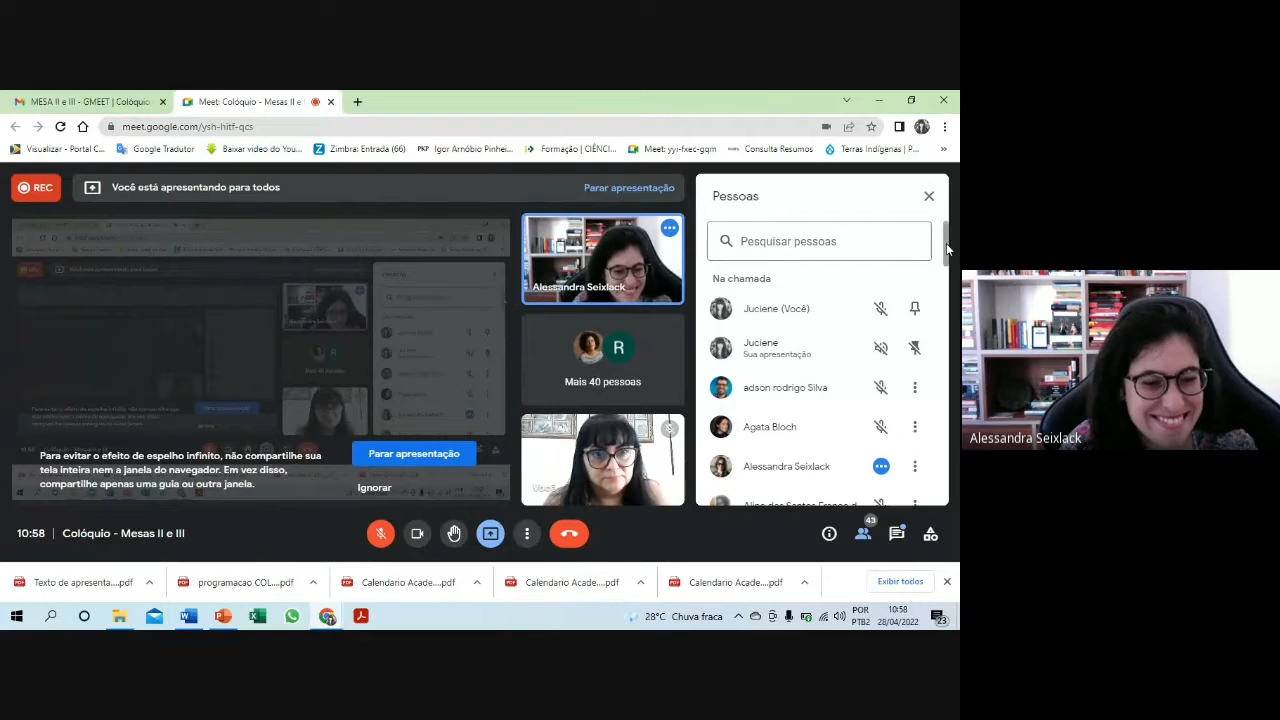 MESA II e III - GMEET | Colóquio
Meet: Colóquio - Mesas II e I
meet.google.com/ysh-hitf-qcs
Visualizar - Portal C...
Google Tradutor
Baixar video do You...
Zimbra: Entrada (66)
PKP Igor Arnóbio Pinhei...
Formação | CIÊNC...
Meet: yyi-fxec-gqm
Consulta Resumos
Terras Indígenas | P...
»
REC
Você está apresentando para todos
Parar apresentação
Para evitar o efeito de espelho infinito, não compartilhe sua
tela inteira nem a janela do navegador. Em vez disso,
compartilhe apenas uma guia ou outra janela.
Parar apresentação
Ignorar
Alessandra Seixlack
R
Mais 40 pessoas
Você
Pessoas
Pesquisar pessoas
Na chamada
Juciene (Você)
Juciene
Sua apresentação
adson rodrigo Silva
Agata Bloch
Alessandra Seixlack
10:58 | Colóquio - Mesas II e III
43
Texto de apresenta....pdf
programacao COL....pdf
Calendario Acade....pdf
Calendario Acade....pdf
Calendario Acade....pdf
Exibir todos
28°C Chuva fraca
POR
PTB2
10:58
28/04/2022
23
Alessandra Seixlack